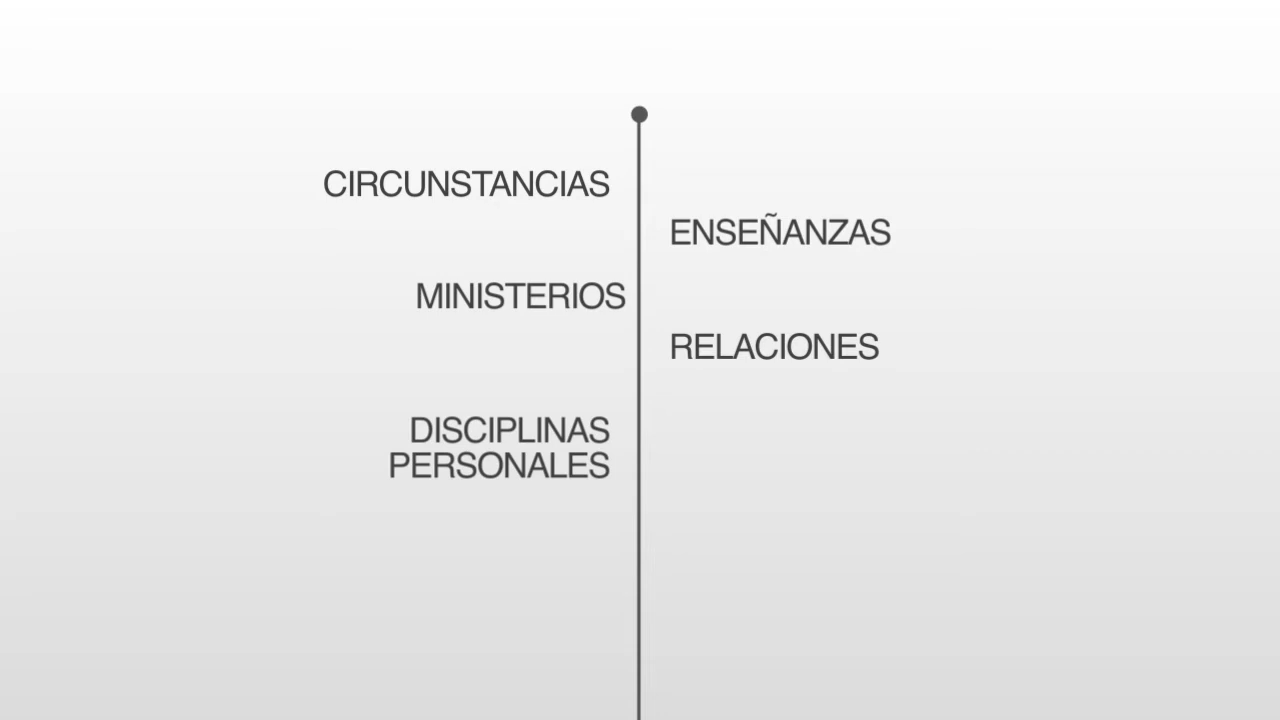 CIRCUNSTANCIAS
ENSEÑANZAS
MINISTERIOS
RELACIONES
DISCIPLINAS
PERSONALES